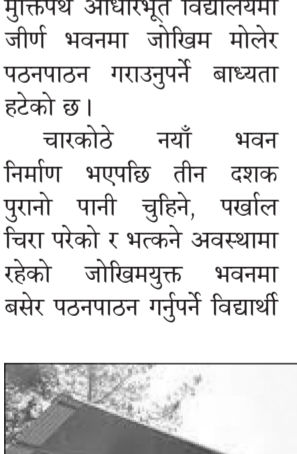 मुक्तिपथ आधारभूत विद्यालयमा
जीर्ण भवनमा जोखिम मोलेर
पठनपाठन गराउनुपर्ने बाध्यता
हटेको छ।
चारकोठे नयाँ भवन
निर्माण भएपछि तीन दशक
पुरानो पानी चुहिने, पर्खाल
चिरा परेको र भत्कने अवस्थामा
रहेको जोखिमयुक्त भवनमा
बसेर पठनपाठन गर्नुपर्ने विद्यार्थी